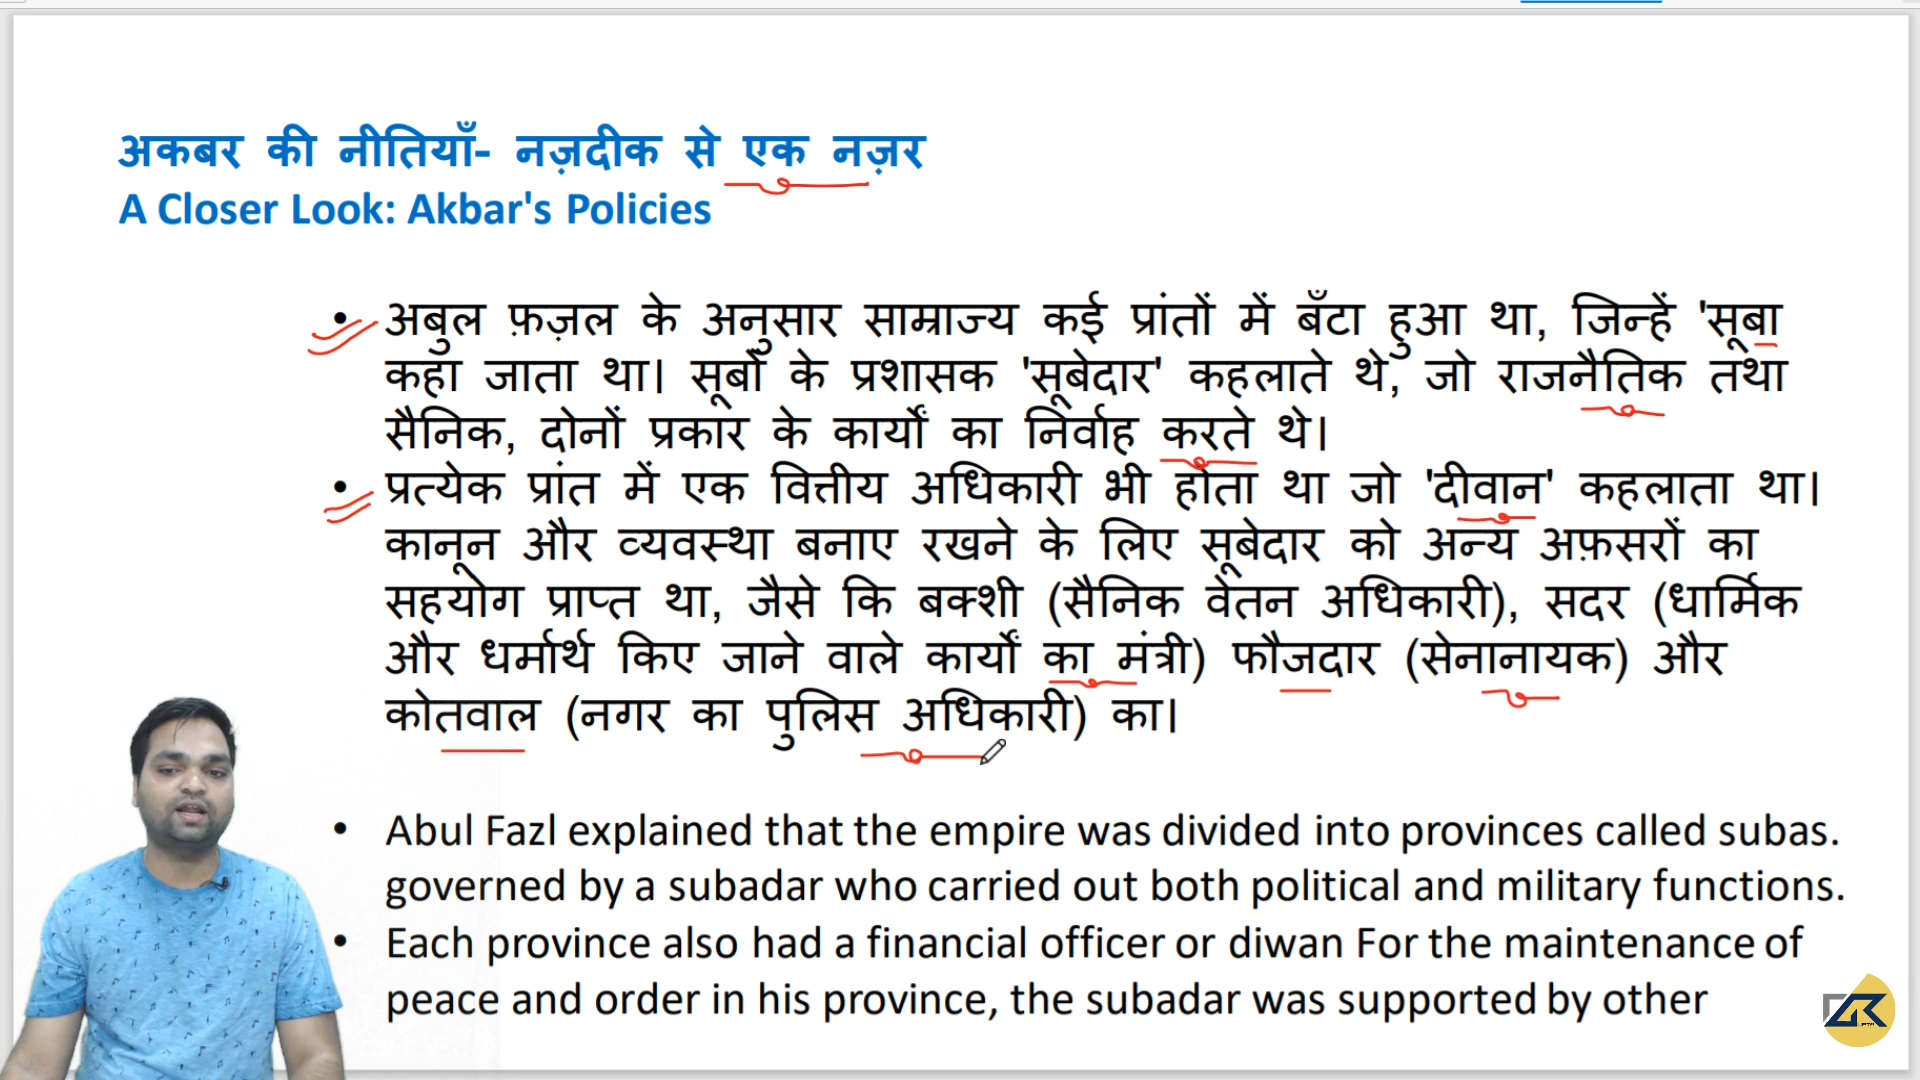 अकबर की नीतियाँ- नज़दीक से एक नज़र
A Closer Look: Akbar's Policies
• अबुल फ़ज़ल के अनुसार साम्राज्य कई प्रांतों में बँटा हुआ था, जिन्हें 'सूबा
कहा जाता था। सूबों के प्रशासक 'सूबेदार' कहलाते थे, जो राजनैतिक तथा
सैनिक, दोनों प्रकार के कार्यों का निर्वाह करते थे।
• प्रत्येक प्रांत में एक वित्तीय अधिकारी भी होता था जो 'दीवान' कहलाता था।
कानून और व्यवस्था बनाए रखने के लिए सूबेदार को अन्य अफ़सरों का
सहयोग प्राप्त था, जैसे कि बक्शी (सैनिक वेतन अधिकारी), सदर (धार्मिक
और धर्मार्थ किए जाने वाले कार्यों का मंत्री) फौजदार (सेनानायक) और
कोतवाल (नगर का पुलिस अधिकारी) का।
• Abul Fazl explained that the empire was divided into provinces called subas.
governed by a subadar who carried out both political and military functions.
• Each province also had a financial officer or diwan For the maintenance of
peace and order in his province, the subadar was supported by other